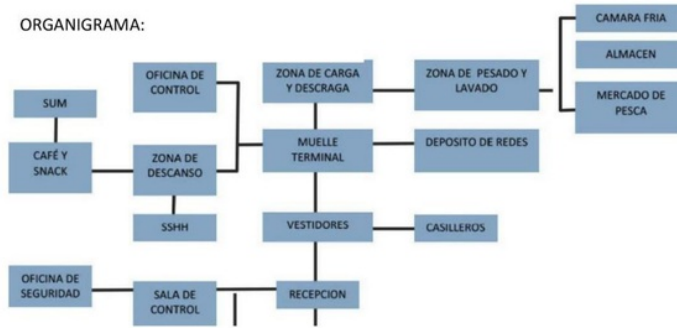 ORGANIGRAMA:
CAMARA FRIA
ALMACEN
MERCADO DE
PESCA
OFICINA DE
CONTROL
ZONA DE CARGA
Y DESCRAGA
ZONA DE PESADO Y
LAVADO
SUM
CAFÉ Y
SNACK
ZONA DE
DESCANSO
MUELLE
TERMINAL
DEPOSITO DE REDES
SSHH
VESTIDORES
CASILLEROS
OFICINA DE
SEGURIDAD
SALA DE
CONTROL
RECEPCION